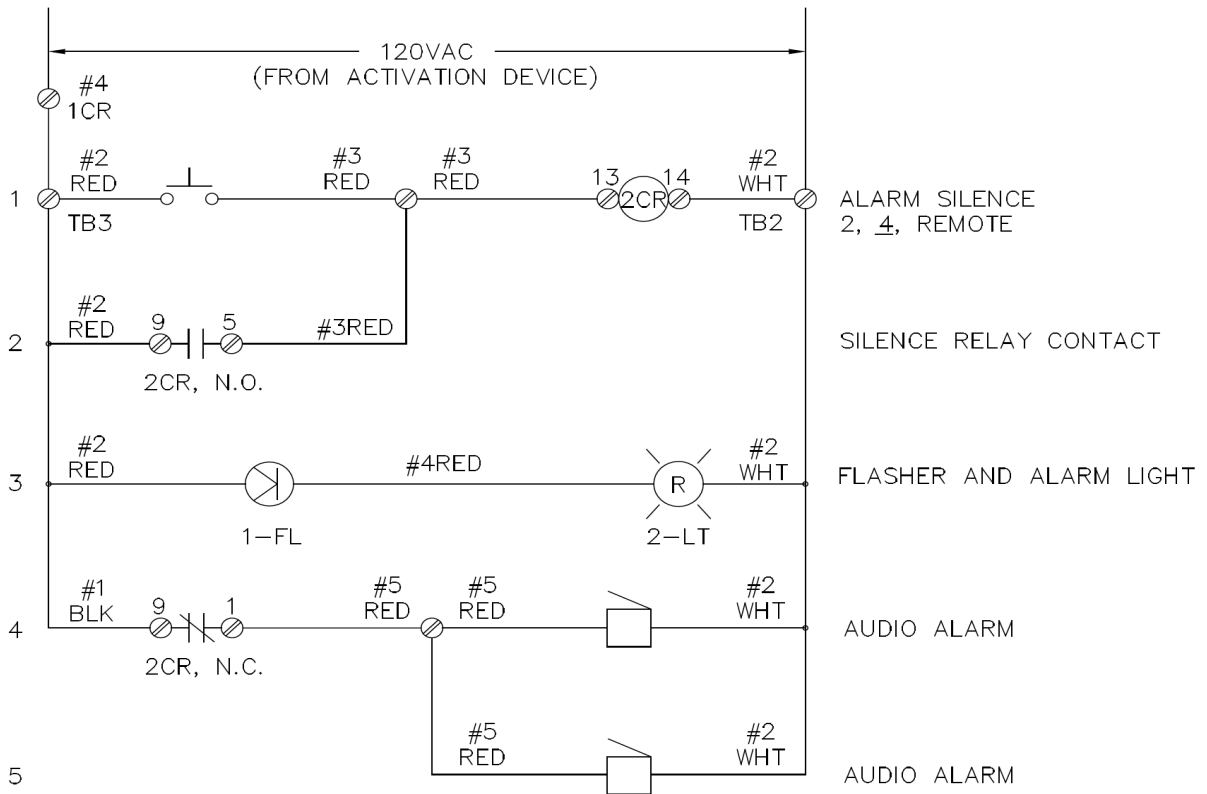 120VAC
(FROM ACTIVATION DEVICE)
#4
1CR
1
#2
RED
TB3
#3
RED
#3
RED
13
2CR
14
#2
WHT
TB2
ALARM SILENCE
2, 4, REMOTE
2
#2
RED
9
5
#3RED
2CR, N.O.
SILENCE RELAY CONTACT
3
#2
RED
1-FL
#4RED
R
2-LT
#2
WHT
FLASHER AND ALARM LIGHT
4
#1
BLK
9
1
2CR, N.C.
#5
RED
#5
RED
#2
WHT
AUDIO ALARM
5
#5
RED
#2
WHT
AUDIO ALARM